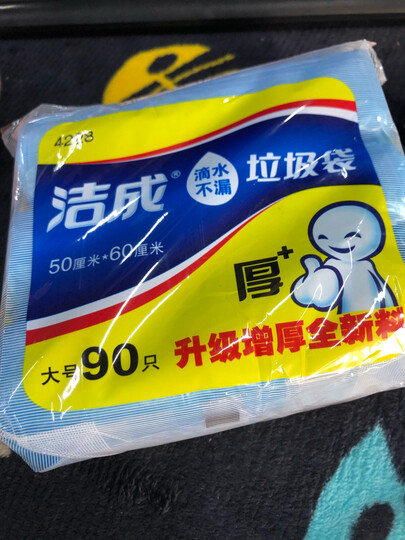 洁成® 滴水不漏 垃圾袋
50厘米*60厘米
厚+
升级增厚全新料
大号90只